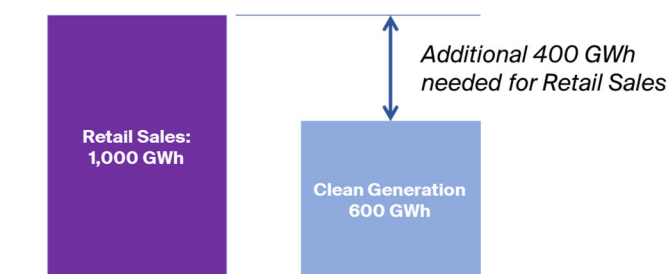 Additional 400 GWh
needed for Retail Sales
Retail Sales:
1,000 GWh
Clean Generation
600 GWh